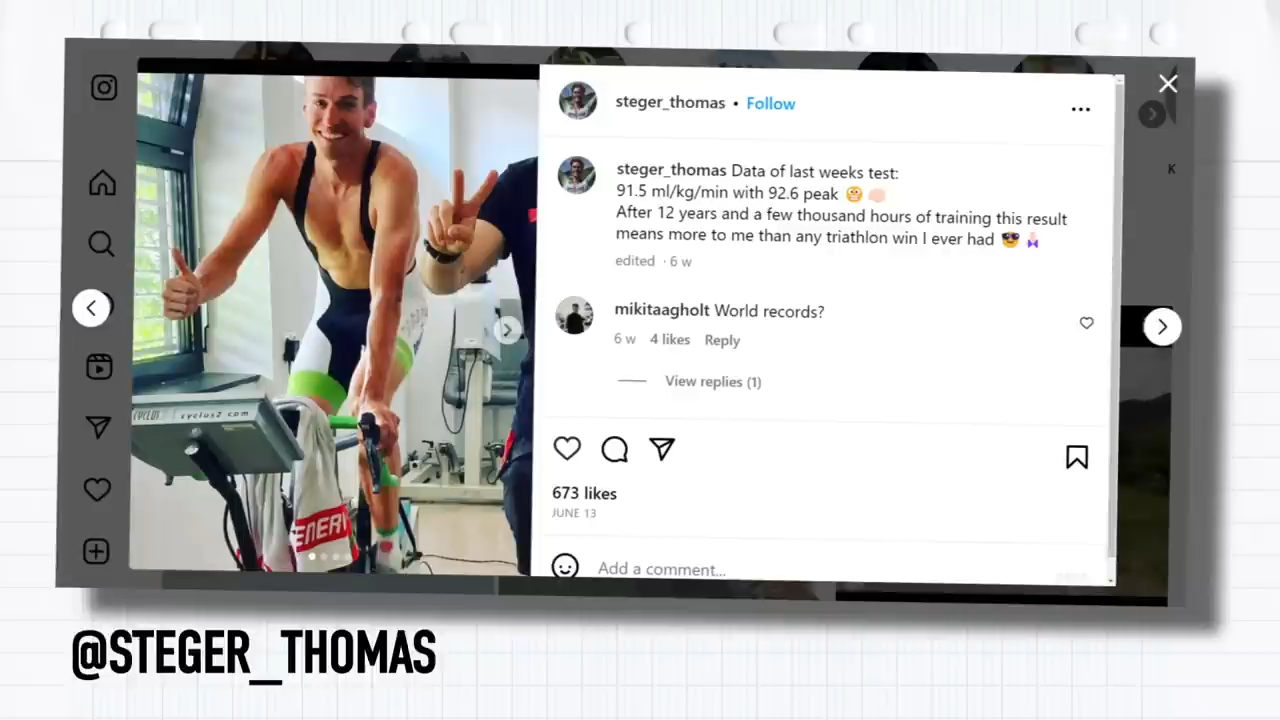 steger_thomas • Follow
K
steger_thomas Data of last weeks test:
91.5 ml/kg/min with 92.6 peak 😳 💪🏻
After 12 years and a few thousand hours of training this result
means more to me than any triathlon win I ever had 😎
edited · 6 w
mikitaagholt World records?
6 w 4 likes Reply
View replies (1)
CYCLUS2 cyclus2.com
ENERV
673 likes
JUNE 13
Add a comment...
@STEGER_THOMAS